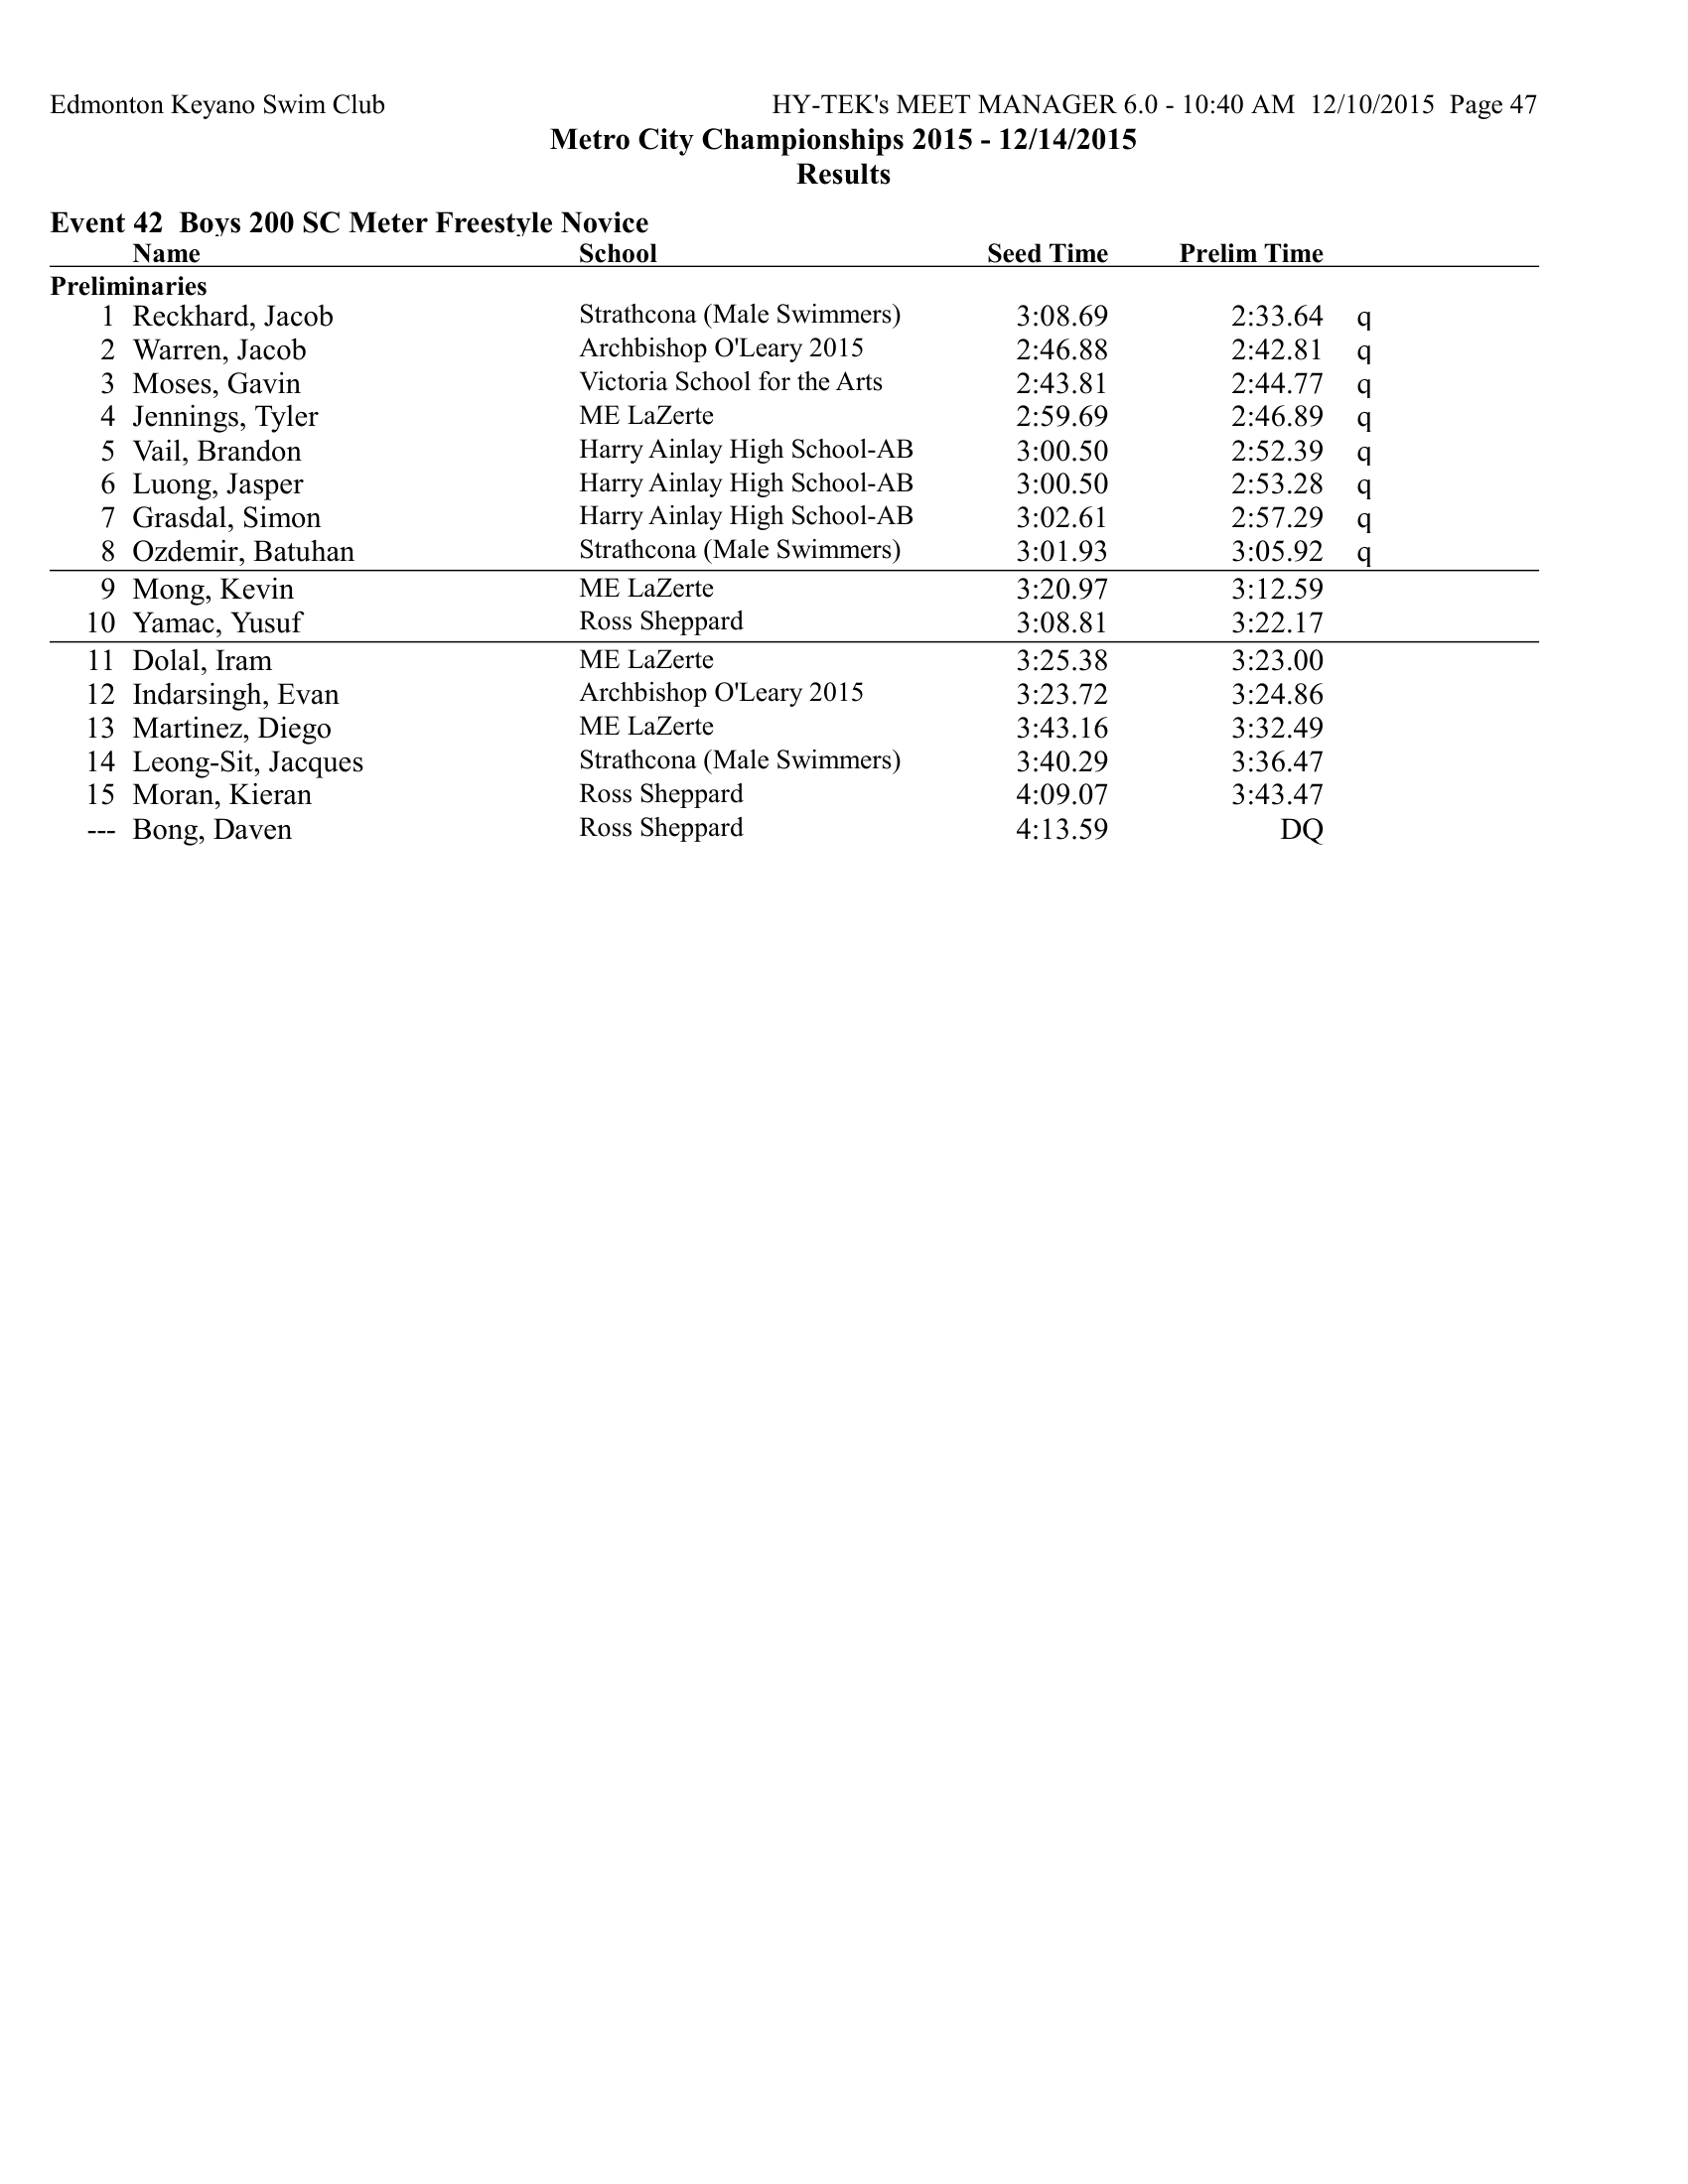 Edmonton Keyano Swim Club HY-TEK's MEET MANAGER 6.0 - 10:40 AM 12/10/2015 Page 47
Metro City Championships 2015 - 12/14/2015
Results
Event 42 Boys 200 SC Meter Freestyle Novice
Name School Seed Time Prelim Time
Preliminaries
1 Reckhard, Jacob Strathcona (Male Swimmers) 3:08.69 2:33.64 q
2 Warren, Jacob Archbishop O'Leary 2015 2:46.88 2:42.81 q
3 Moses, Gavin Victoria School for the Arts 2:43.81 2:44.77 q
4 Jennings, Tyler ME LaZerte 2:59.69 2:46.89 q
5 Vail, Brandon Harry Ainlay High School-AB 3:00.50 2:52.39 q
6 Luong, Jasper Harry Ainlay High School-AB 3:00.50 2:53.28 q
7 Grasdal, Simon Harry Ainlay High School-AB 3:02.61 2:57.29 q
8 Ozdemir, Batuhan Strathcona (Male Swimmers) 3:01.93 3:05.92 q
9 Mong, Kevin ME LaZerte 3:20.97 3:12.59
10 Yamac, Yusuf Ross Sheppard 3:08.81 3:22.17
11 Dolal, Iram ME LaZerte 3:25.38 3:23.00
12 Indarsingh, Evan Archbishop O'Leary 2015 3:23.72 3:24.86
13 Martinez, Diego ME LaZerte 3:43.16 3:32.49
14 Leong-Sit, Jacques Strathcona (Male Swimmers) 3:40.29 3:36.47
15 Moran, Kieran Ross Sheppard 4:09.07 3:43.47
--- Bong, Daven Ross Sheppard 4:13.59 DQ